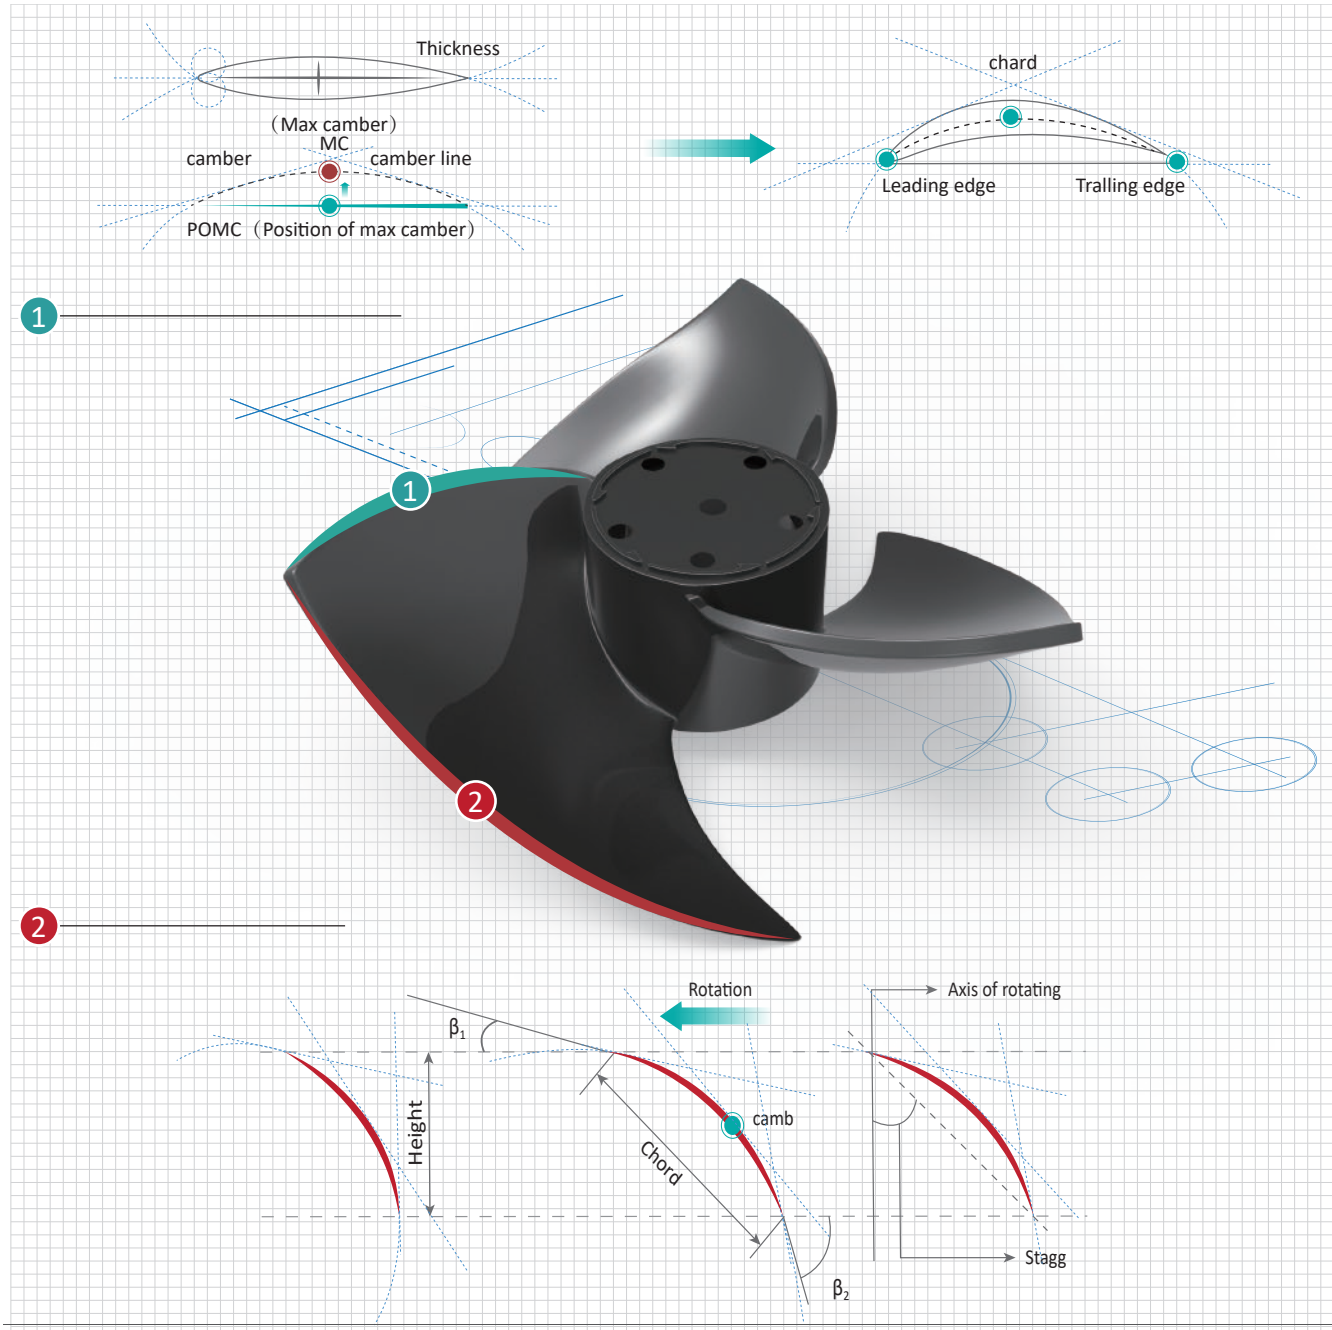 Thickness
（Max camber）
MC
camber
camber line
POMC（Position of max camber）
chard
Leading edge
Tralling edge
1
1
2
2
Rotation
Axis of rotating
β1
Height
camb
Chord
Stagg
β2